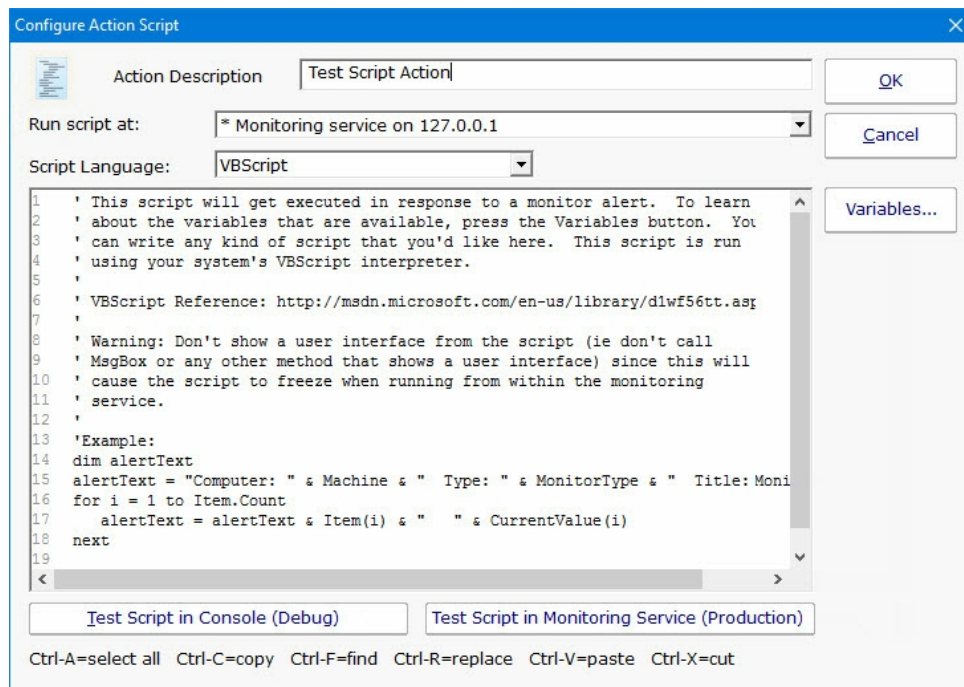 Configure Action Script
Action Description
Test Script Action
OK
Run script at:
* Monitoring service on 127.0.0.1
Cancel
Script Language:
VBScript
Variables...
1 ' This script will get executed in response to a monitor alert. To learn
2 ' about the variables that are available, press the Variables button. You
3 ' can write any kind of script that you'd like here. This script is run
4 ' using your system's VBScript interpreter.
5 '
6 ' VBScript Reference: http://msdn.microsoft.com/en-us/library/d1wf56tt.asp
7 '
8 ' Warning: Don't show a user interface from the script (ie don't call
9 ' MsgBox or any other method that shows a user interface) since this will
10 ' cause the script to freeze when running from within the monitoring
11 ' service.
12 '
13 'Example:
14 dim alertText
15 alertText = "Computer: " & Machine & "  Type: " & MonitorType & "  Title: Moni
16 for i = 1 to Item.Count
17    alertText = alertText & Item(i) & "   " & CurrentValue(i)
18 next
19
Test Script in Console (Debug)
Test Script in Monitoring Service (Production)
Ctrl-A=select all Ctrl-C=copy Ctrl-F=find Ctrl-R=replace Ctrl-V=paste Ctrl-X=cut